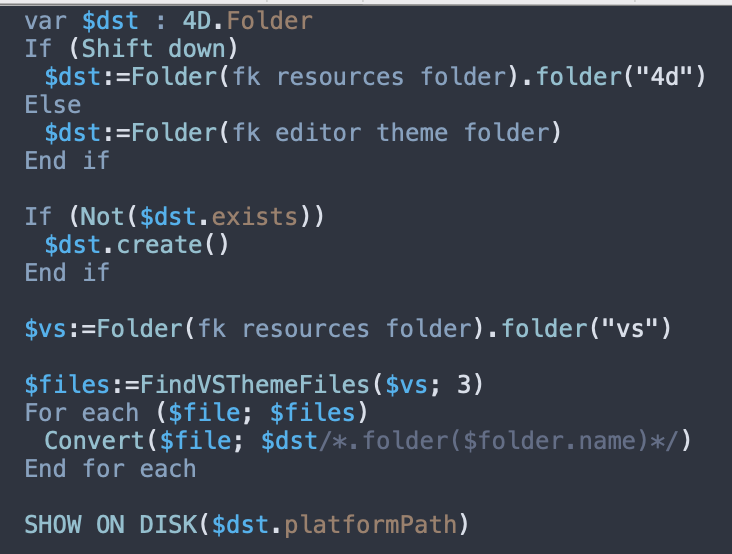 var $dst : 4D.Folder
If (Shift down)
$dst:=Folder(fk resources folder).folder("4d")
Else
$dst:=Folder(fk editor theme folder)
End if
If (Not($dst.exists))
$dst.create()
End if
$vs:=Folder(fk resources folder).folder("vs")
$files:=FindVSThemeFiles($vs; 3)
For each ($file; $files)
Convert($file; $dst/*.folder($folder.name)*/)
End for each
SHOW ON DISK($dst.platformPath)